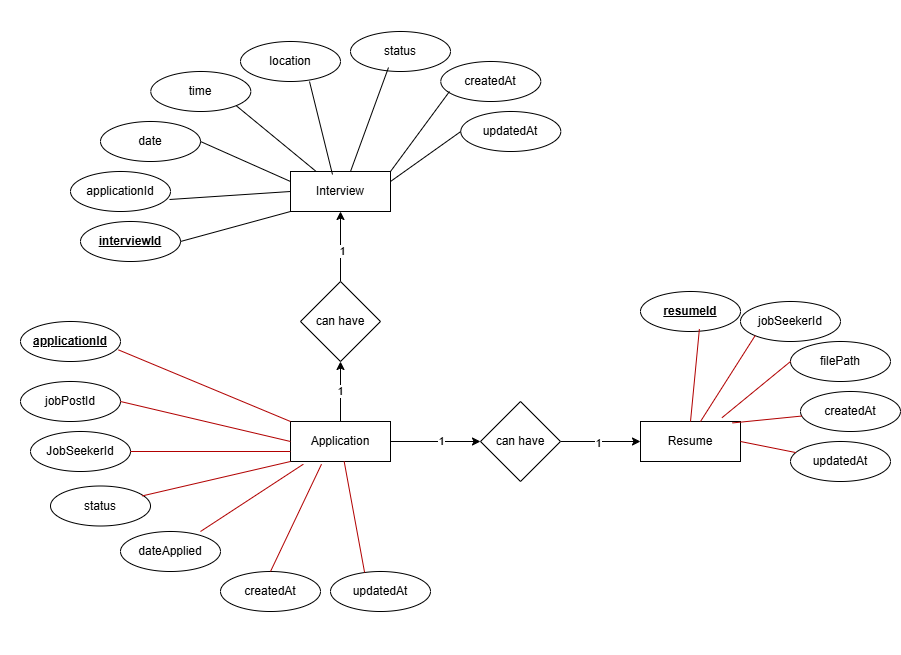 status
location
createdAt
time
updatedAt
date
applicationId
Interview
interviewId
1
resumeId
can have
jobSeekerId
applicationId
filePath
1
jobPostId
createdAt
Application
1
can have
1
Resume
JobSeekerId
updatedAt
status
dateApplied
createdAt
updatedAt